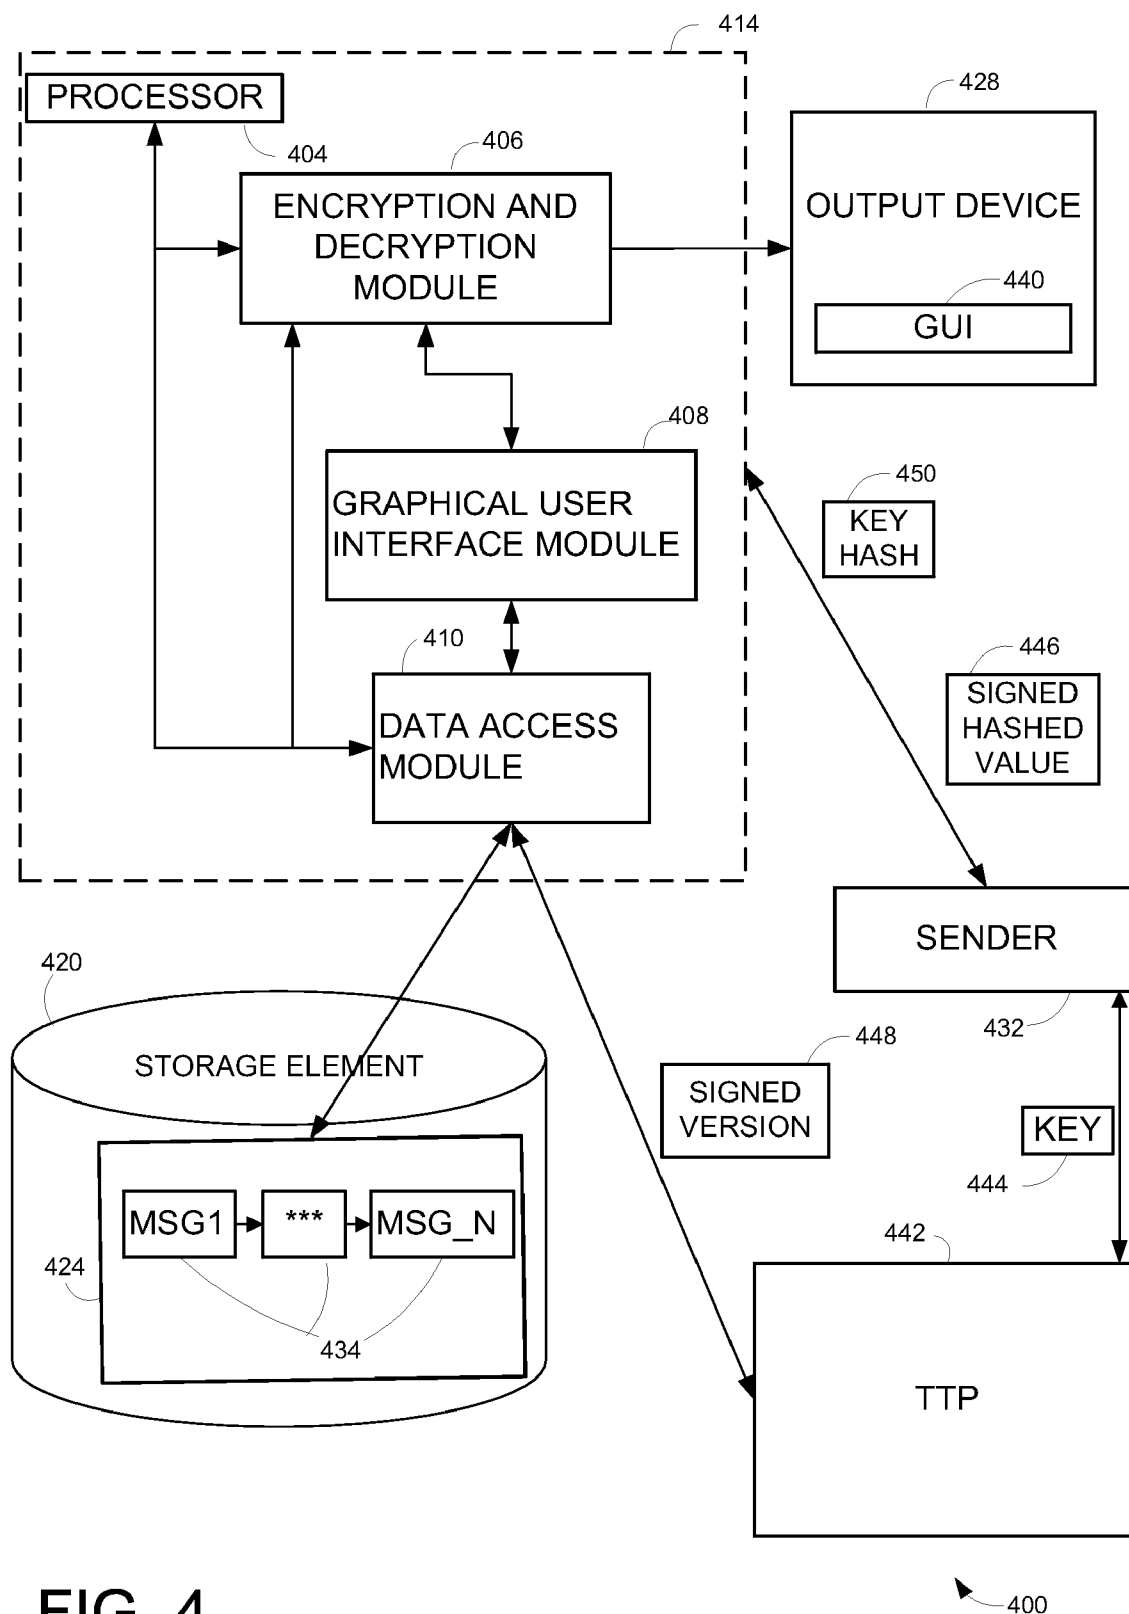 414
PROCESSOR
404
406
ENCRYPTION AND
DECRYPTION
MODULE
428
OUTPUT DEVICE
440
GUI
408
GRAPHICAL USER
INTERFACE MODULE
450
KEY
HASH
410
DATA ACCESS
MODULE
446
SIGNED
HASHED
VALUE
SENDER
432
420
STORAGE ELEMENT
448
SIGNED
VERSION
KEY
444
MSG1
***
MSG_N
424
434
442
TTP
FIG. 4
400